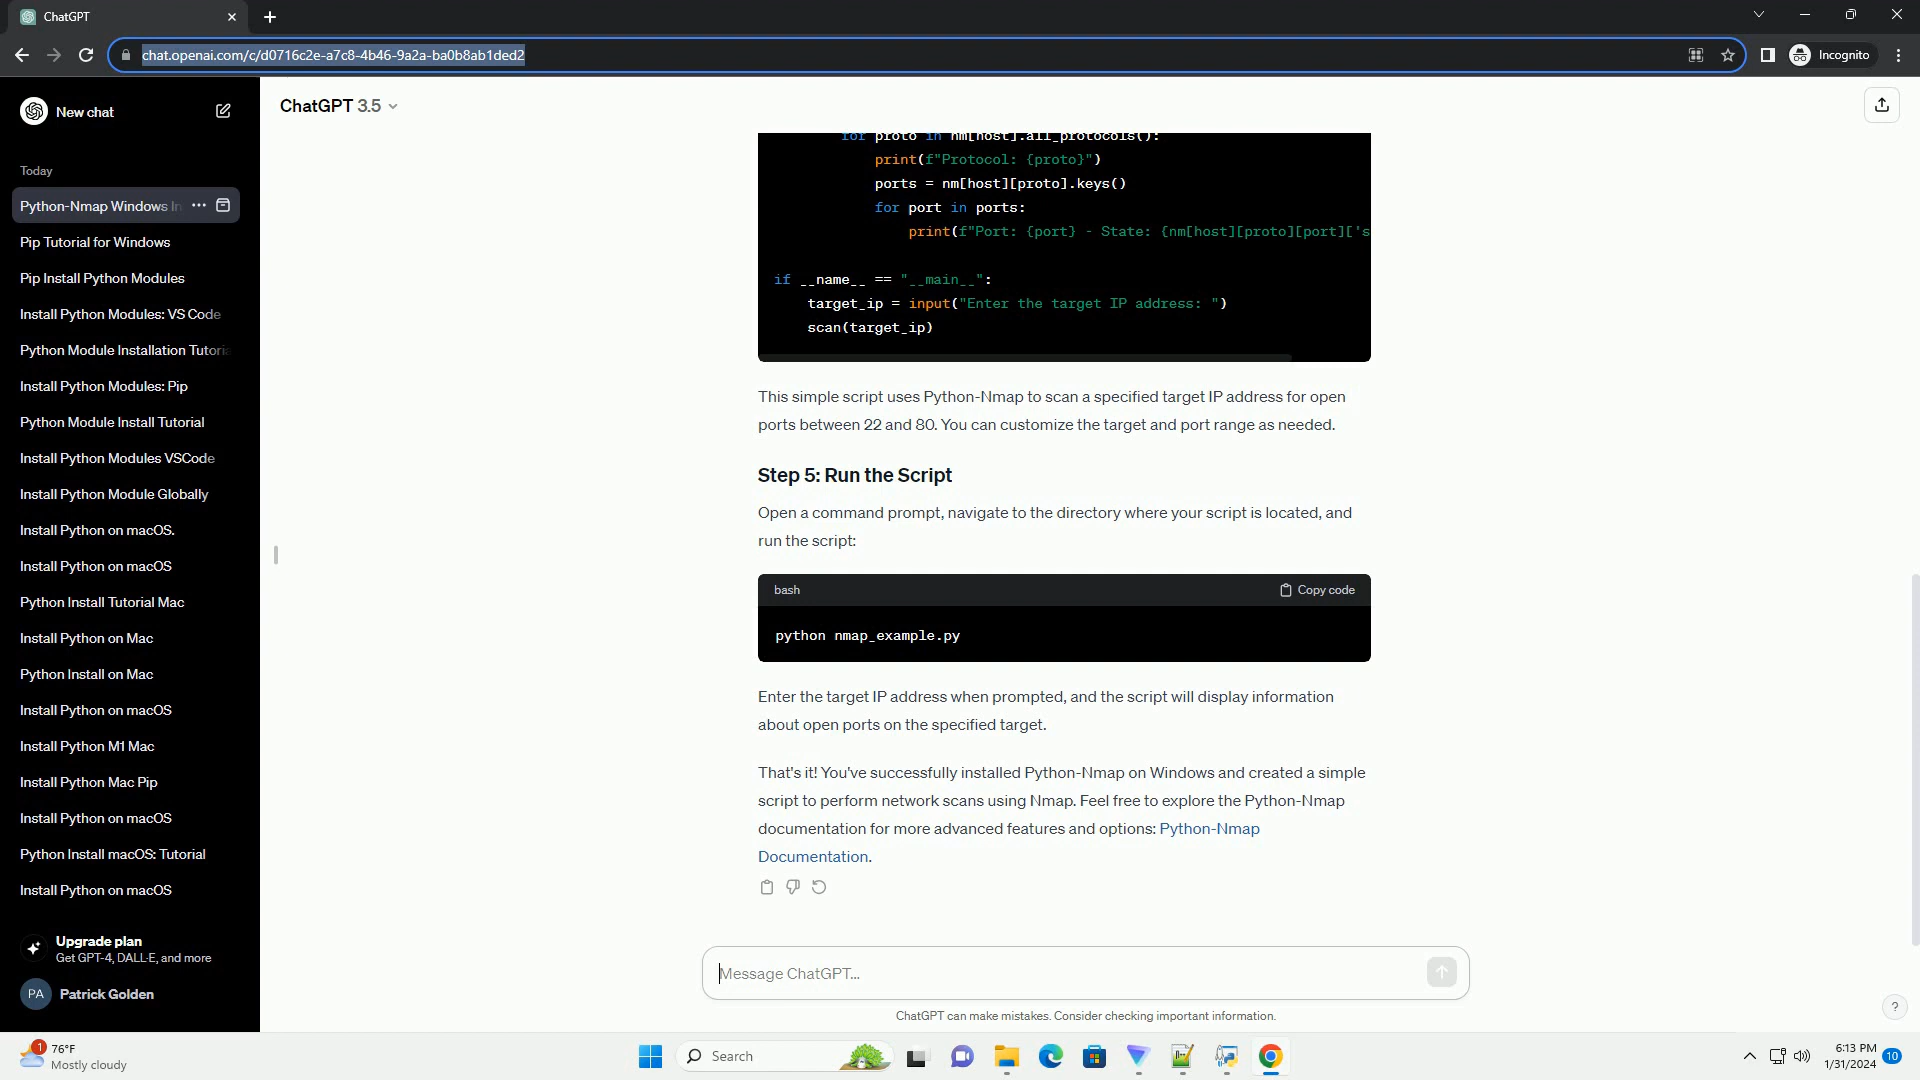 ChatGPT
chat.openai.com/c/d0716c2e-a7c8-4b46-9a2a-ba0b8ab1ded2
Incognito
New chat
Today
Python-Nmap Windows In
Pip Tutorial for Windows
Pip Install Python Modules
Install Python Modules: VS Code
Python Module Installation Tutoria
Install Python Modules: Pip
Python Module Install Tutorial
Install Python Modules VSCode
Install Python Module Globally
Install Python on macOS.
Install Python on macOS
Python Install Tutorial Mac
Install Python on Mac
Python Install on Mac
Install Python on macOS
Install Python M1 Mac
Install Python Mac Pip
Install Python on macOS
Python Install macOS: Tutorial
Install Python on macOS
Upgrade plan
Get GPT-4, DALL·E, and more
PA
Patrick Golden
ChatGPT 3.5
for proto in nm[host].all_protocols():
print(f"Protocol: {proto}")
ports = nm[host][proto].keys()
for port in ports:
print(f"Port: {port} - State: {nm[host][proto][port]['s
if __name__ == "__main__":
target_ip = input("Enter the target IP address: ")
scan(target_ip)
This simple script uses Python-Nmap to scan a specified target IP address for open
ports between 22 and 80. You can customize the target and port range as needed.
Step 5: Run the Script
Open a command prompt, navigate to the directory where your script is located, and
run the script:
bash
Copy code
python nmap_example.py
Enter the target IP address when prompted, and the script will display information
about open ports on the specified target.
That's it! You've successfully installed Python-Nmap on Windows and created a simple
script to perform network scans using Nmap. Feel free to explore the Python-Nmap
documentation for more advanced features and options: Python-Nmap
Documentation.
Message ChatGPT...
ChatGPT can make mistakes. Consider checking important information.
?
1
76°F
Mostly cloudy
Search
6:13 PM
1/31/2024
10